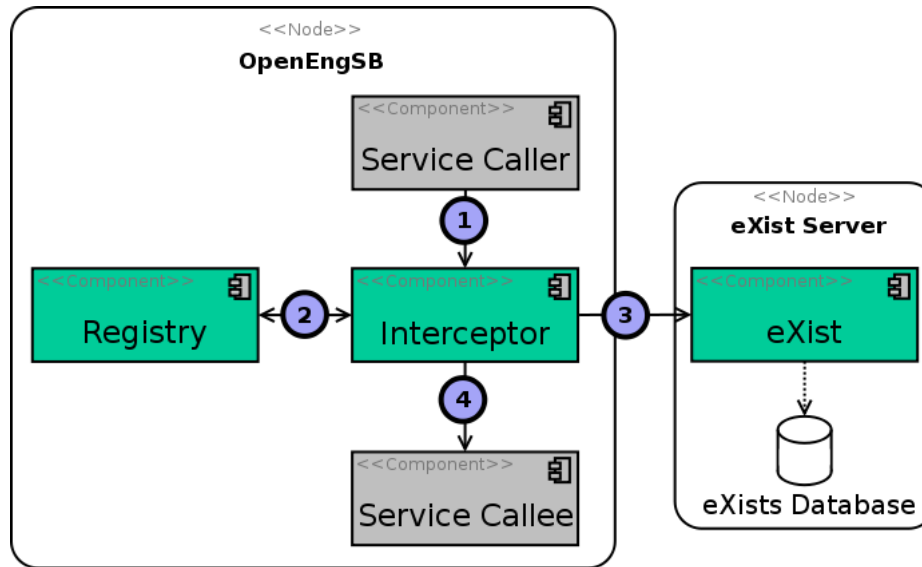 <<Node>>
OpenEngSB
<<Component>>
Service Caller
1
<<Node>>
eXist Server
<<Component>>
Registry
2
<<Component>>
Interceptor
3
<<Component>>
eXist
4
<<Component>>
Service Callee
eXists Database